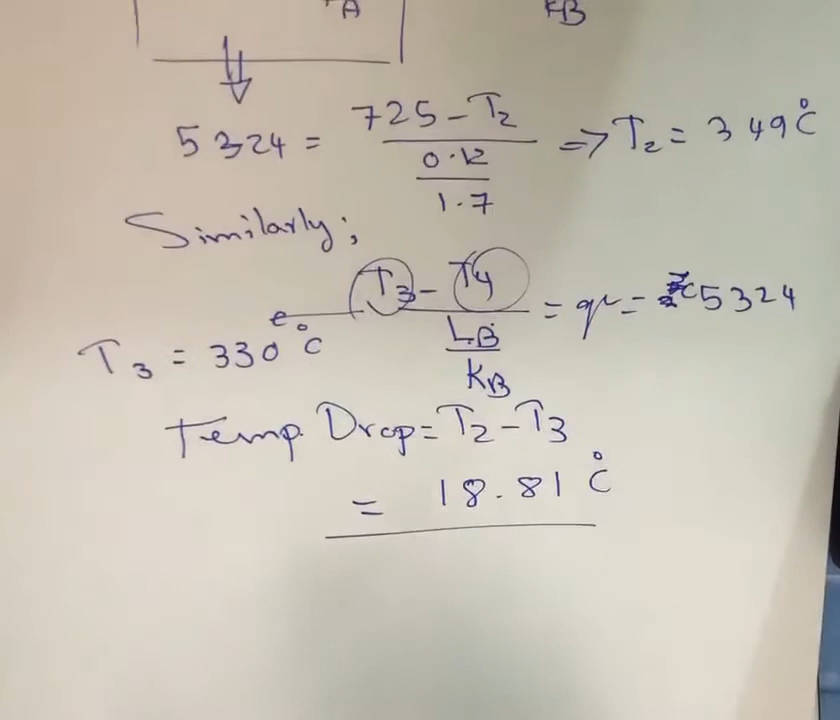 A KB
5324 = 725 - T2 / 0.12 / 1.7 => T2 = 349°C
Similarly;
T3 - T4 / LB / KB = q = 5324
T3 = 330°C
Temp. Drop = T2 - T3
= 18.81°C